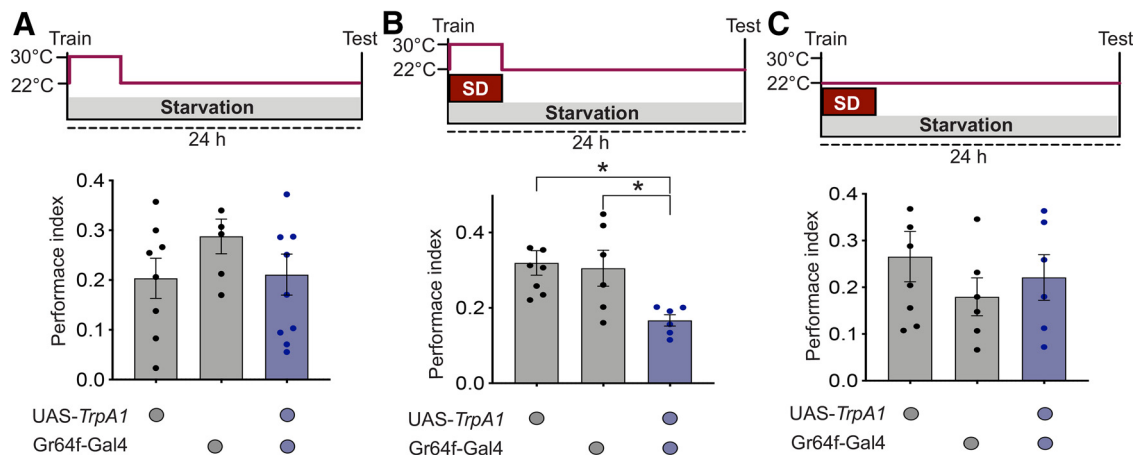 A
Train
Test
30°C
22°C
Starvation
24 h
Performace index
0.4
0.3
0.2
0.1
0.0
UAS-TrpA1
Gr64f-Gal4
B
Train
Test
30°C
22°C
SD
Starvation
24 h
*
*
Performace index
0.4
0.2
0.0
UAS-TrpA1
Gr64f-Gal4
C
Train
Test
30°C
22°C
SD
Starvation
24 h
Performace index
0.4
0.3
0.2
0.1
0.0
UAS-TrpA1
Gr64f-Gal4